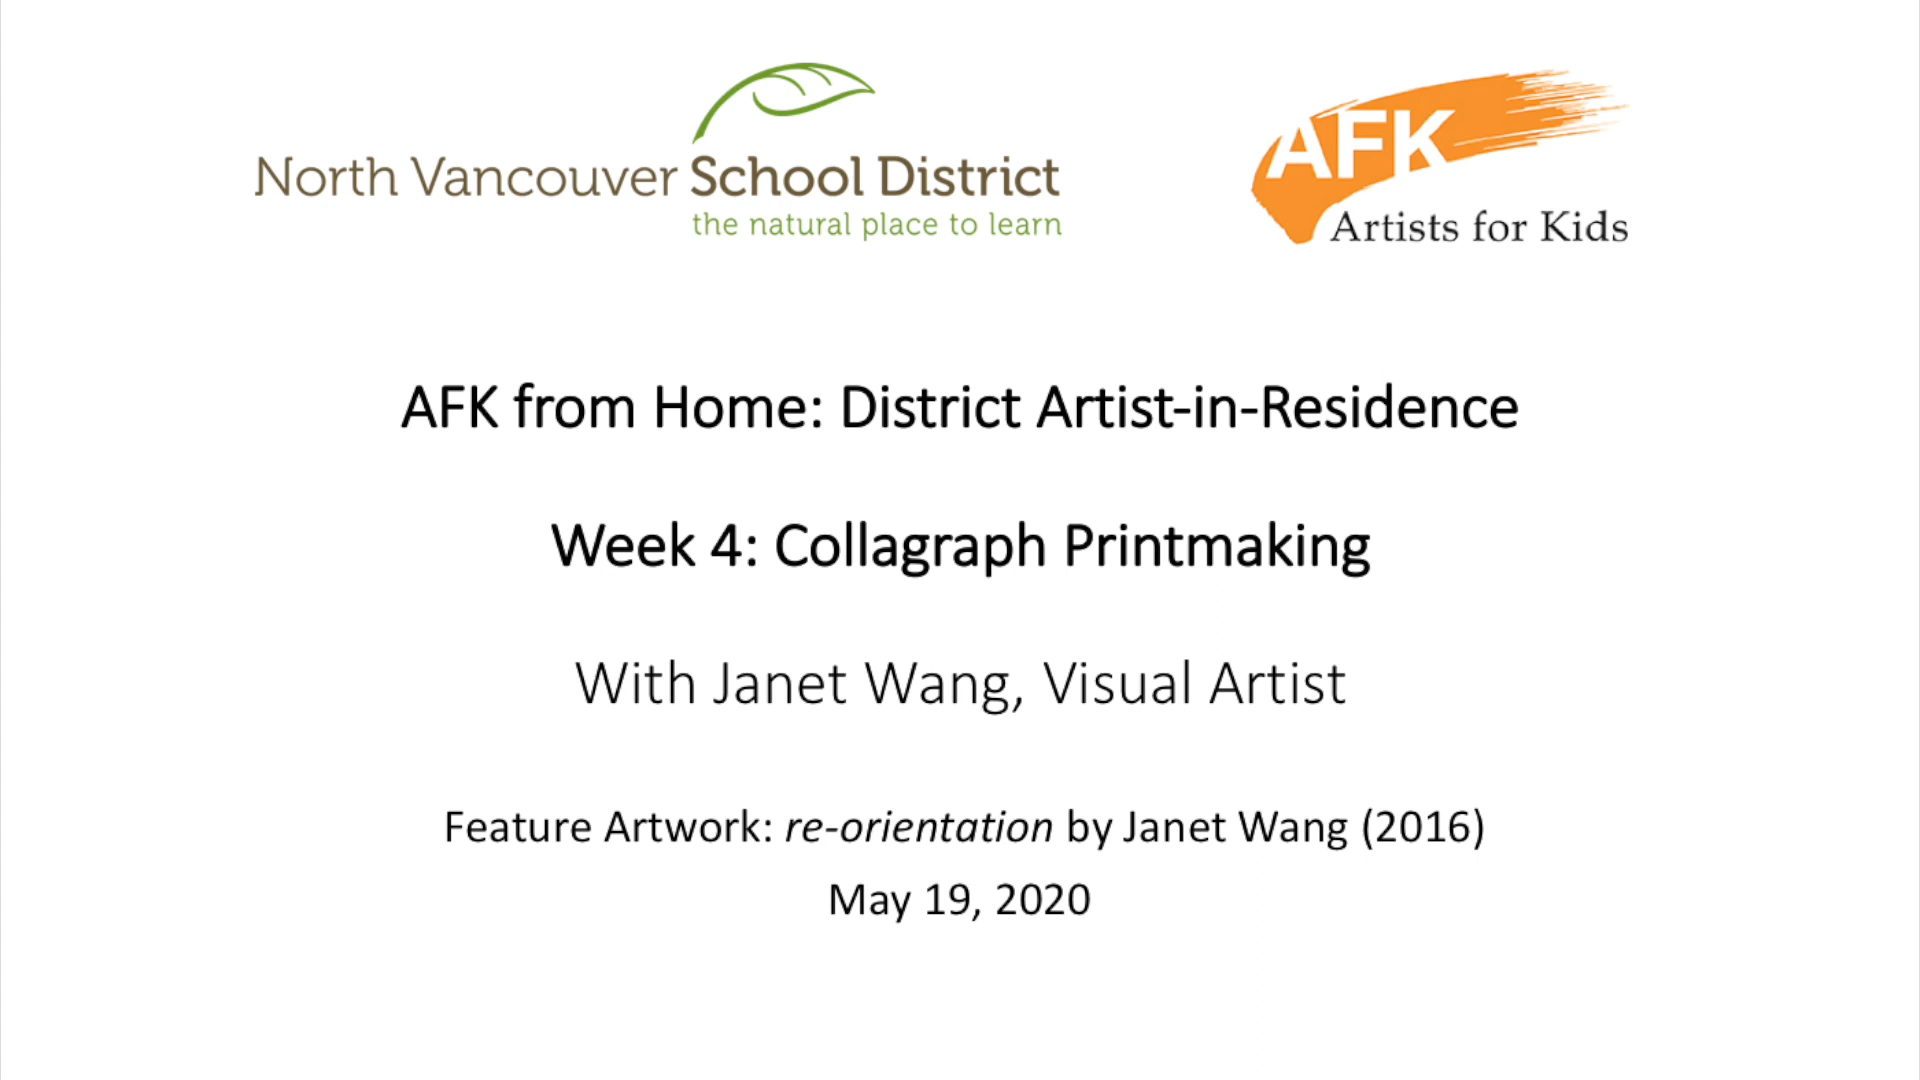 North Vancouver School District
the natural place to learn
AFK
Artists for Kids
AFK from Home: District Artist-in-Residence
Week 4: Collagraph Printmaking
With Janet Wang, Visual Artist
Feature Artwork: re-orientation by Janet Wang (2016)
May 19, 2020